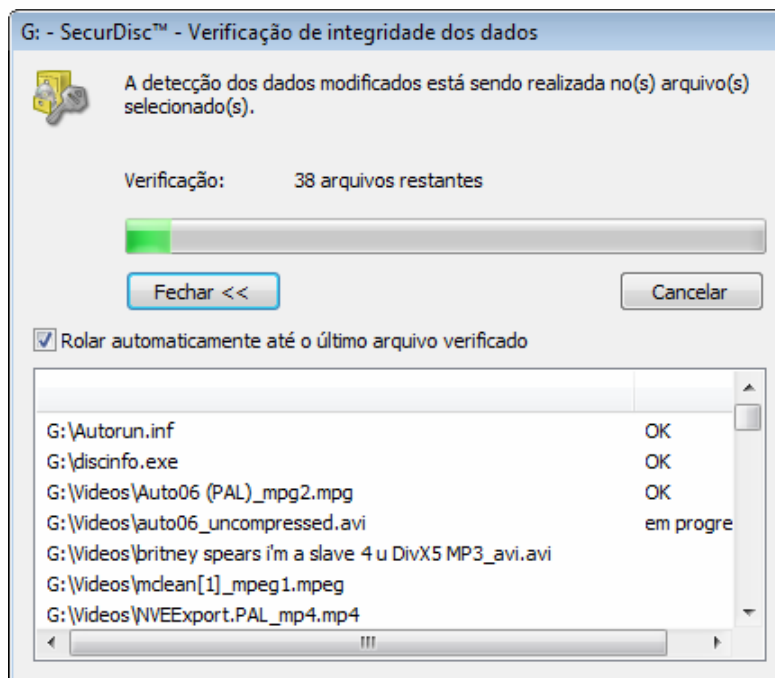 G: - SecurDisc™ - Verificação de integridade dos dados
A detecção dos dados modificados está sendo realizada no(s) arquivo(s)
selecionado(s).
Verificação: 38 arquivos restantes
Fechar << Cancelar
Rolar automaticamente até o último arquivo verificado
G:\Autorun.inf OK
G:\discinfo.exe OK
G:\Videos\Auto06 (PAL)_mpg2.mpg OK
G:\Videos\auto06_uncompressed.avi em progre
G:\Videos\britney spears i'm a slave 4 u DivX5 MP3_avi.avi
G:\Videos\mclean[1]_mpeg1.mpeg
G:\Videos\NVEExport.PAL_mp4.mp4